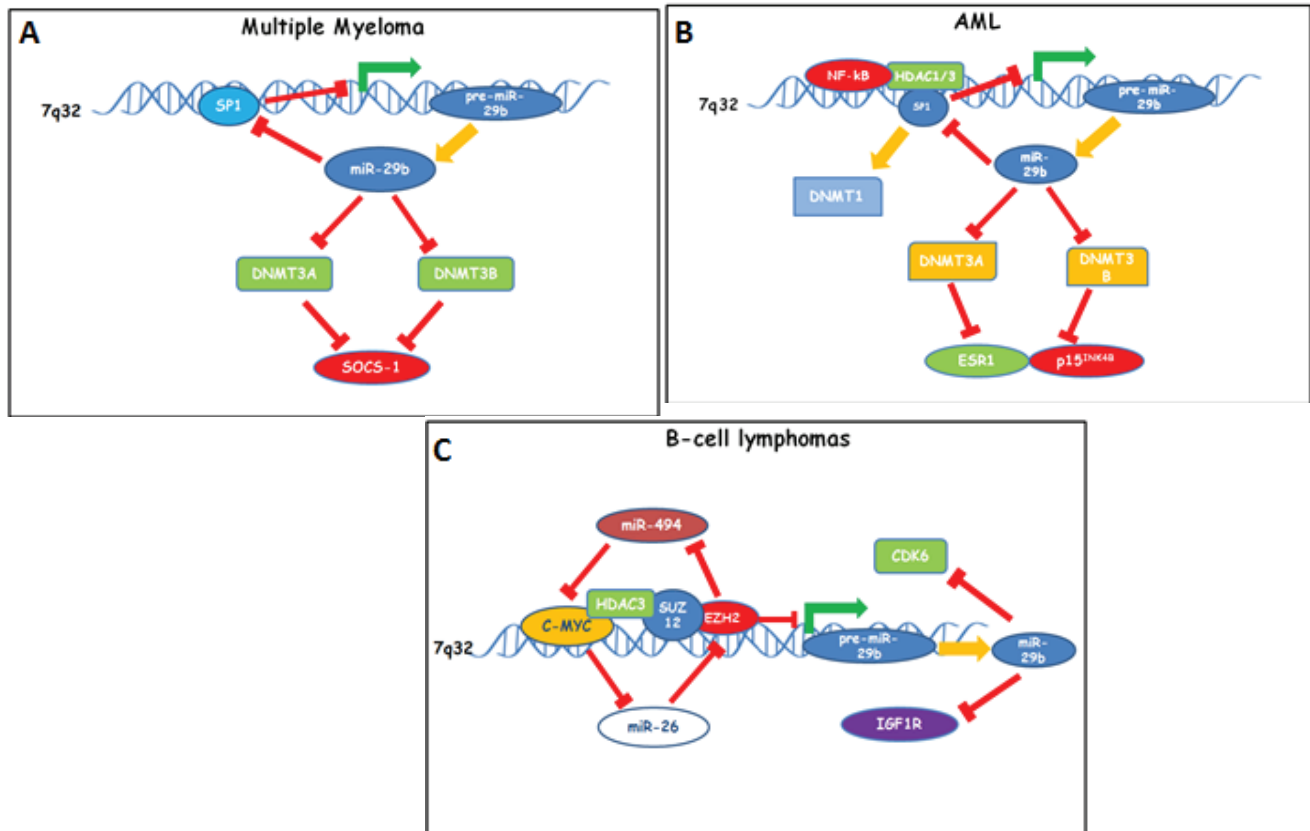 A
Multiple Myeloma
SP1
pre-miR-
29b
7q32
miR-29b
DNMT3A
DNMT3B
SOCS-1
B
AML
NF-kB
HDAC1/3
SP1
pre-miR-
29b
7q32
miR-
29b
DNMT1
DNMT3A
DNMT3
B
ESR1
p15INK4B
C
B-cell lymphomas
miR-494
CDK6
HDAC3
SUZ
12
EZH2
C-MYC
7q32
pre-miR-
29b
miR-
29b
miR-26
IGF1R